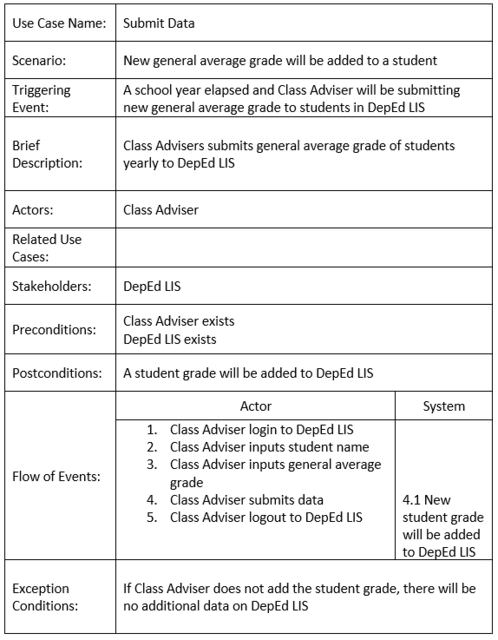 Use Case Name: Submit Data
Scenario: New general average grade will be added to a student
Triggering A school year elapsed and Class Adviser will be submitting
Event: new general average grade to students in DepEd LIS
Brief Class Advisers submits general average grade of students
Description: yearly to DepEd LIS
Actors: Class Adviser
Related Use
Cases:
Stakeholders: DepEd LIS
Preconditions: Class Adviser exists
DepEd LIS exists
Postconditions: A student grade will be added to DepEd LIS
Flow of Events:
Actor System
1. Class Adviser login to DepEd LIS
2. Class Adviser inputs student name
3. Class Adviser inputs general average
grade
4. Class Adviser submits data
5. Class Adviser logout to DepEd LIS
4.1 New
student grade
will be added
to DepEd LIS
Exception If Class Adviser does not add the student grade, there will be
Conditions: no additional data on DepEd LIS